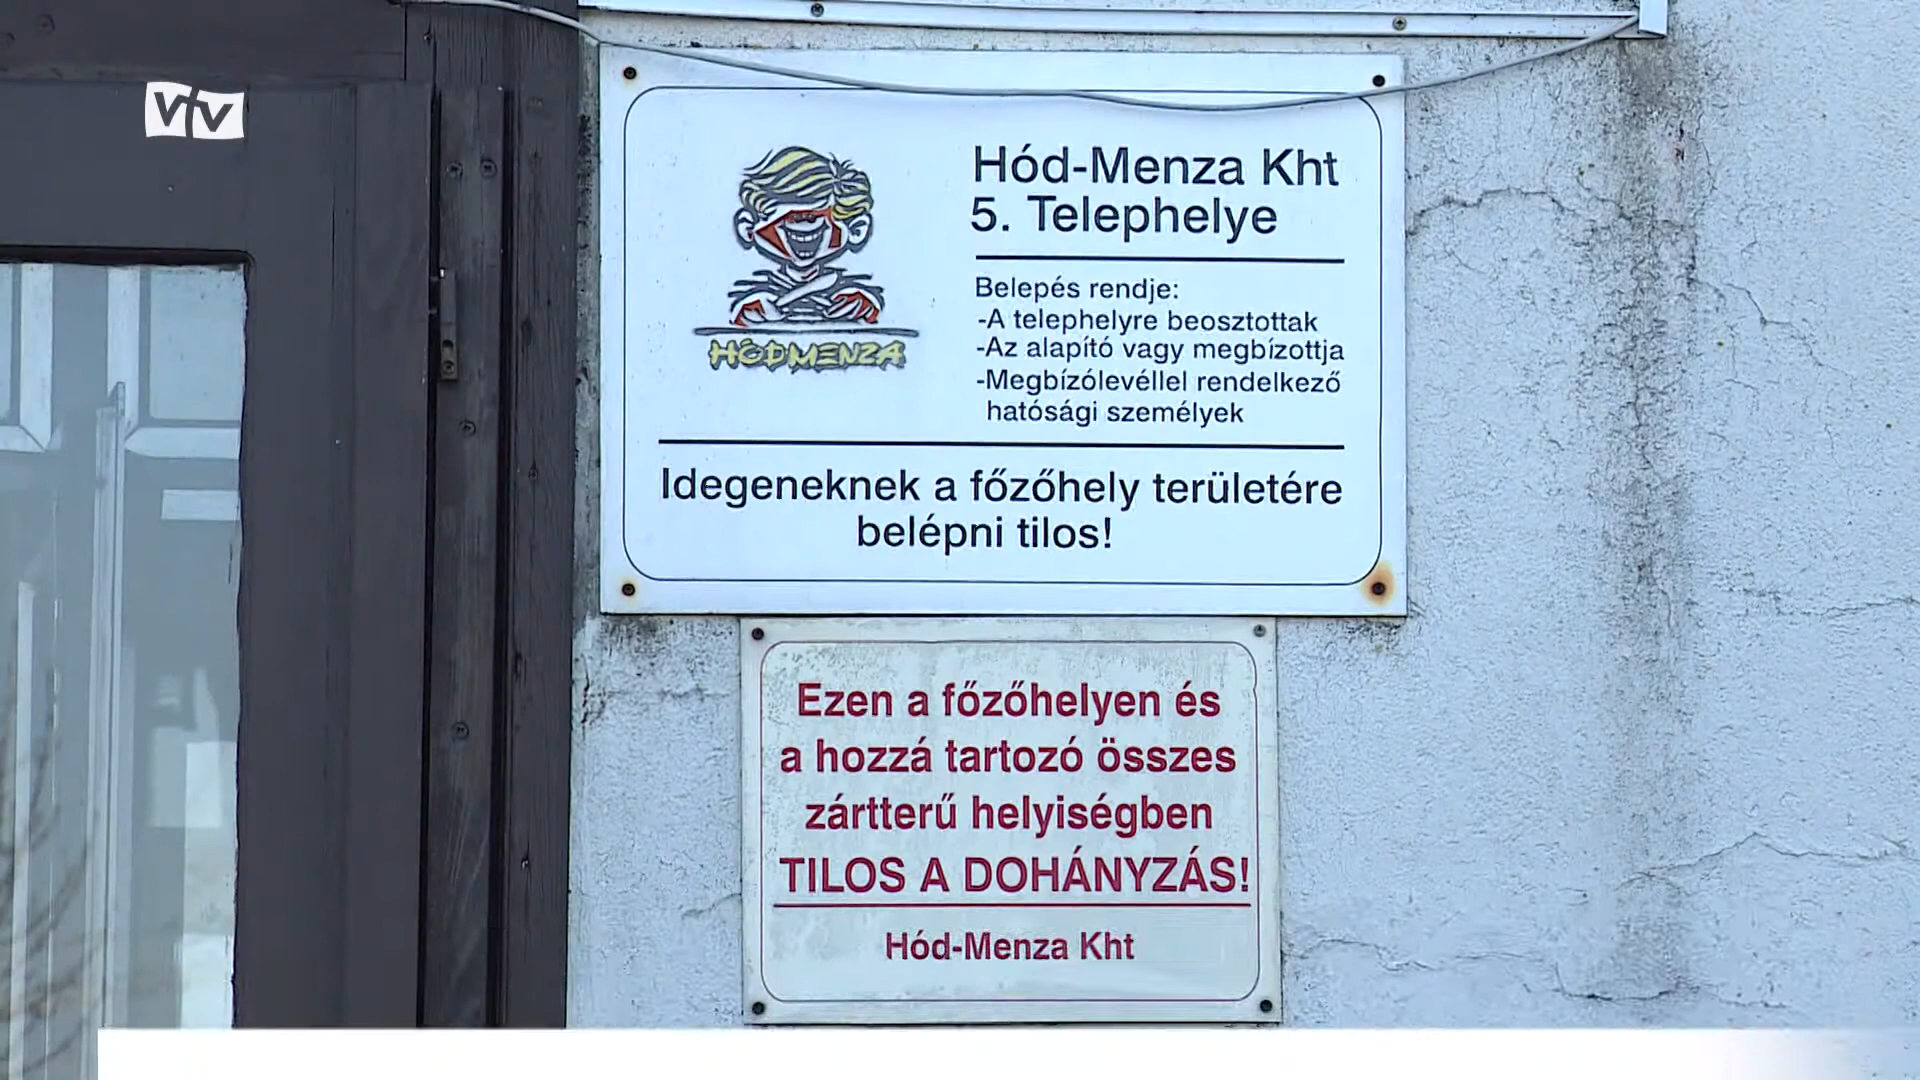 VTV
Hód-Menza Kht
5. Telephelye
HÓDMENZA
Belepés rendje:
-A telephelyre beosztottak
-Az alapító vagy megbízottja
-Megbízólevéllel rendelkező
hatósági személyek
Idegeneknek a főzőhely területére
belépni tilos!
Ezen a főzőhelyen és
a hozzá tartozó összes
zártterű helyiségben
TILOS A DOHÁNYZÁS!
Hód-Menza Kht